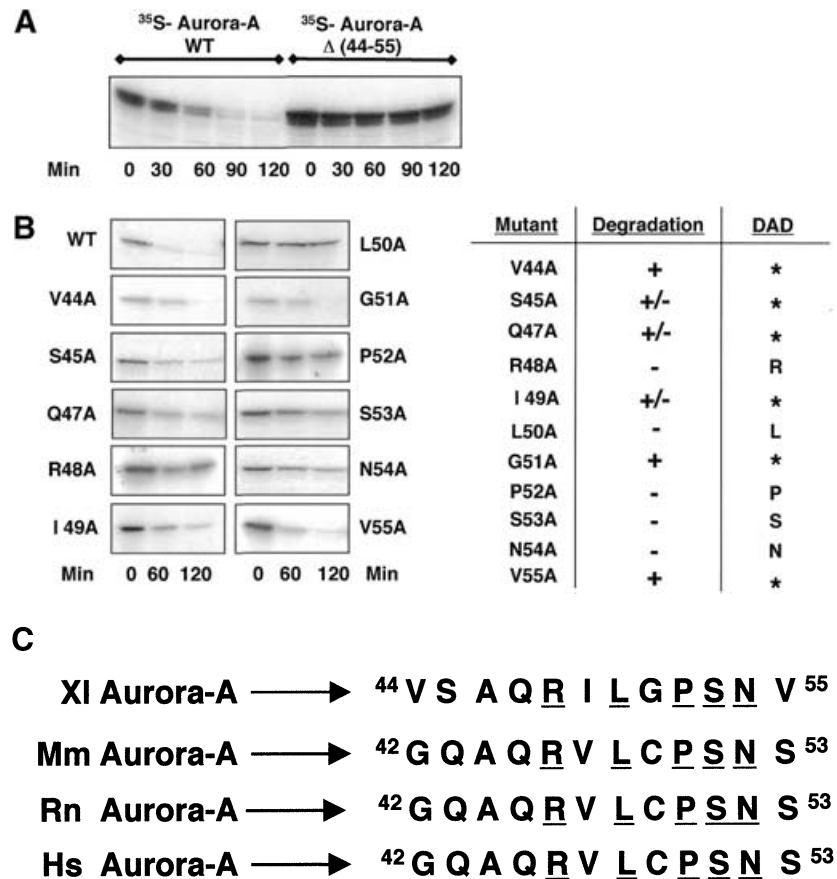 A
35S- Aurora-A WT
35S- Aurora-A Δ (44-55)
Min 0 30 60 90 120 0 30 60 90 120
B
WT L50A
V44A G51A
S45A P52A
Q47A S53A
R48A N54A
I 49A V55A
Min 0 60 120 0 60 120 Min
Mutant Degradation DAD
V44A + *
S45A +/- *
Q47A +/- *
R48A - R
I 49A +/- *
L50A - L
G51A + *
P52A - P
S53A - S
N54A - N
V55A + *
C
Xl Aurora-A 44 V S A Q R I L G P S N V 55
Mm Aurora-A 42 G Q A Q R V L C P S N S 53
Rn Aurora-A 42 G Q A Q R V L C P S N S 53
Hs Aurora-A 42 G Q A Q R V L C P S N S 53